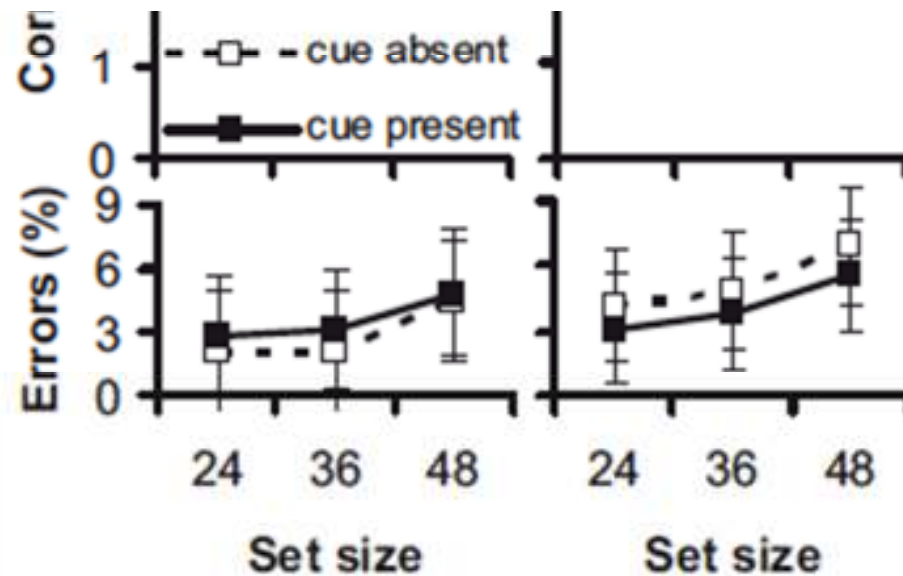 1
cue absent
cue present
0
Errors (%)
9
6
3
0
24 36 48
24 36 48
Set size
Set size